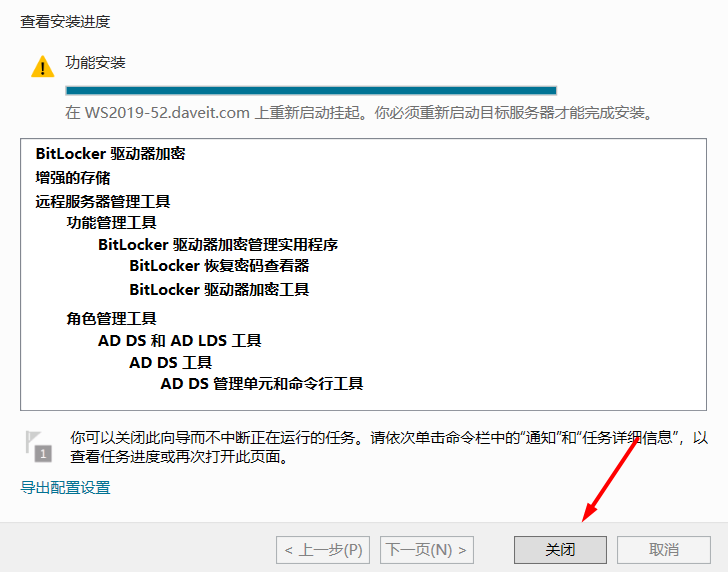 查看安装进度
功能安装
在 WS2019-52.daveit.com 上重新启动挂起。你必须重新启动目标服务器才能完成安装。
BitLocker 驱动器加密
增强的存储
远程服务器管理工具
功能管理工具
BitLocker 驱动器加密管理实用程序
BitLocker 恢复密码查看器
BitLocker 驱动器加密工具
角色管理工具
AD DS 和 AD LDS 工具
AD DS 工具
AD DS 管理单元和命令行工具
你可以关闭此向导而不中断正在运行的任务。请依次单击命令栏中的“通知”和“任务详细信息”，以
1
查看任务进度或再次打开此页面。
导出配置设置
< 上一步(P) 下一页(N) > 关闭 取消